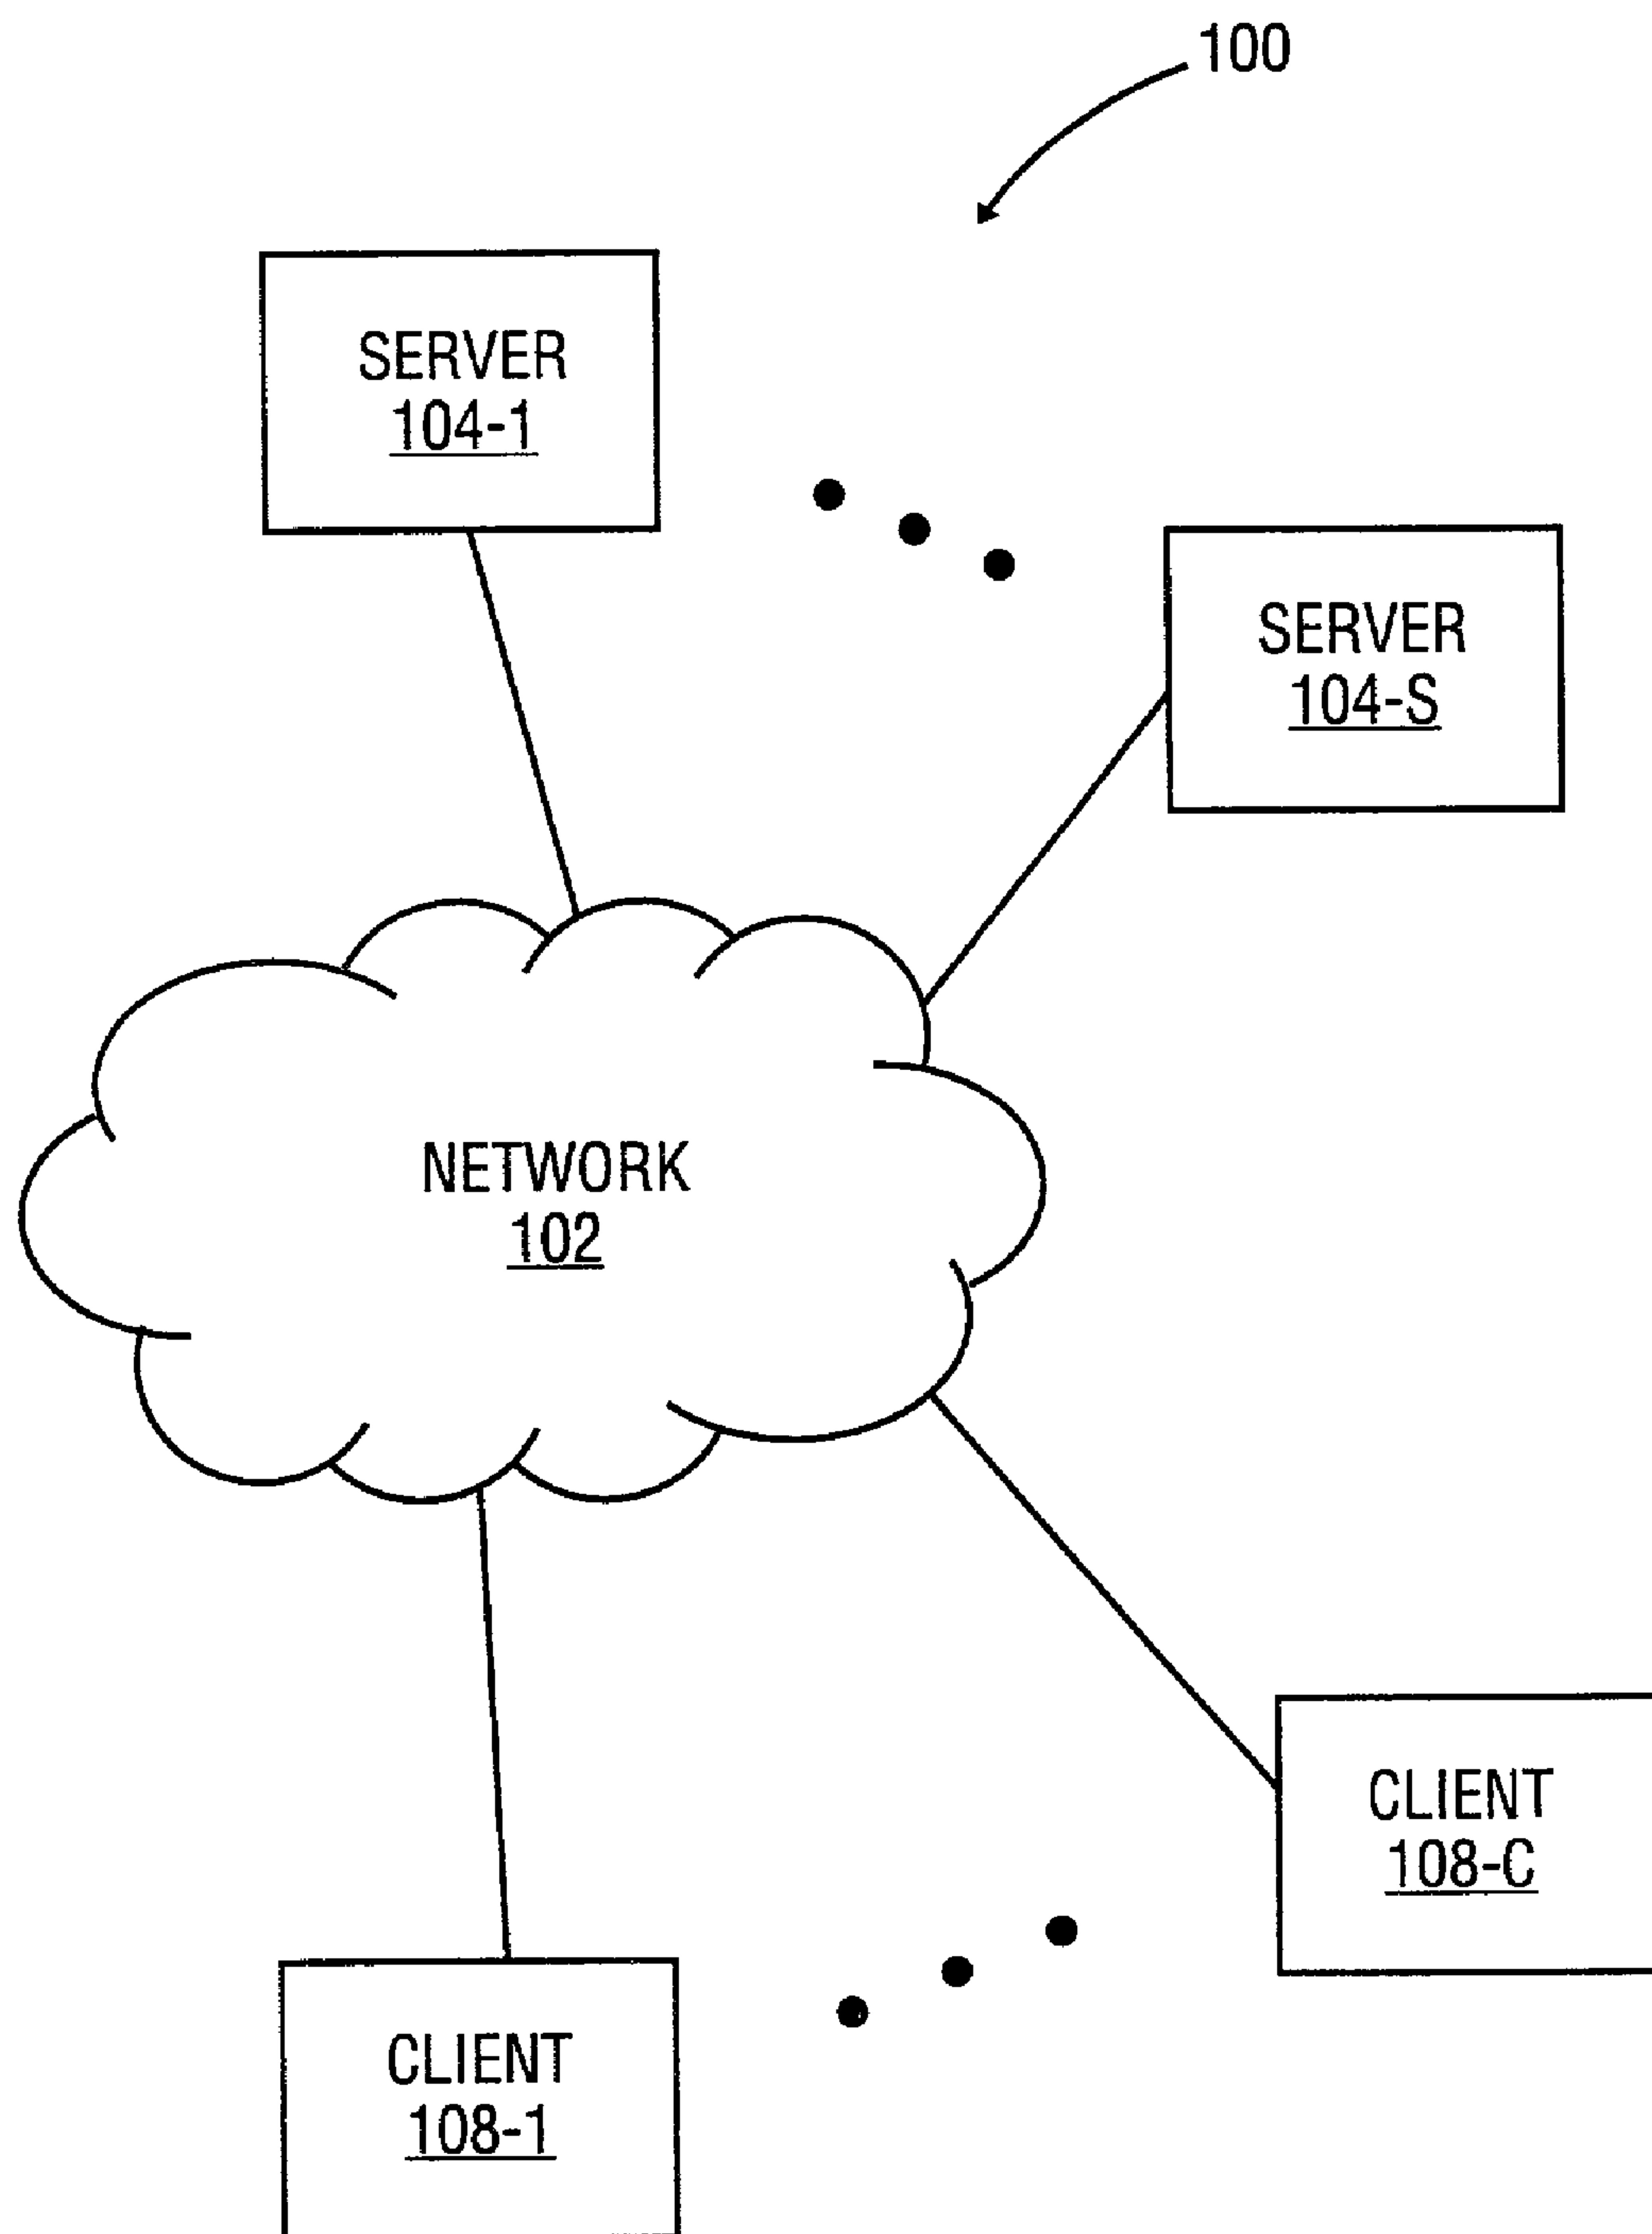 100
SERVER
104-1
SERVER
104-S
NETWORK
102
CLIENT
108-C
CLIENT
108-1